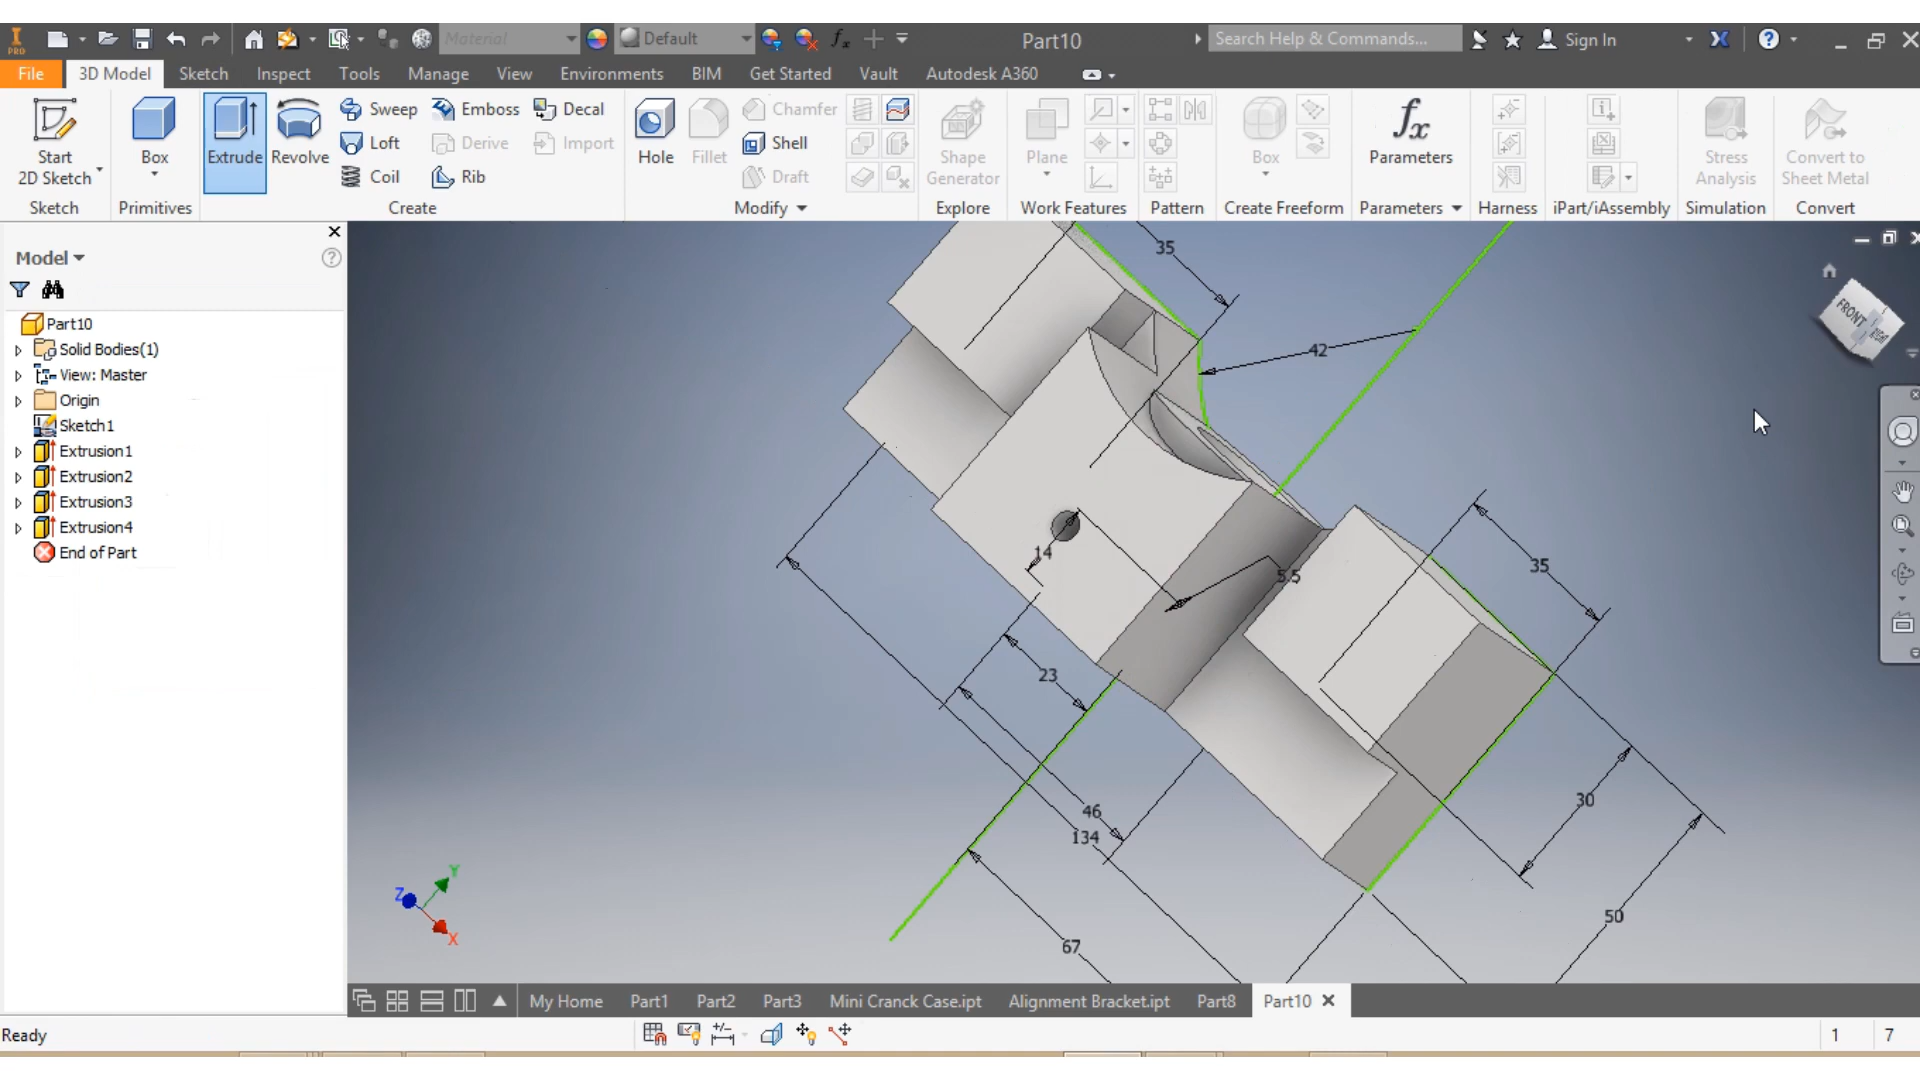 PRO
Material
Default
fx
Part10
Search Help & Commands...
Sign In
File
3D Model
Sketch
Inspect
Tools
Manage
View
Environments
BIM
Get Started
Vault
Autodesk A360
Start
2D Sketch
Box
Extrude
Revolve
Sweep
Emboss
Decal
Loft
Derive
Import
Coil
Rib
Hole
Fillet
Chamfer
Shell
Draft
Shape
Generator
Plane
Box
fx
Parameters
Stress
Analysis
Convert to
Sheet Metal
Sketch
Primitives
Create
Modify
Explore
Work Features
Pattern
Create Freeform
Parameters
Harness
iPart/iAssembly
Simulation
Convert
Model
Part10
Solid Bodies(1)
View: Master
Origin
Sketch1
Extrusion1
Extrusion2
Extrusion3
Extrusion4
End of Part
35
42
FRONT
RIGHT
14
5.5
35
23
46
134
30
50
67
Y
Z
X
My Home
Part1
Part2
Part3
Mini Cranck Case.ipt
Alignment Bracket.ipt
Part8
Part10
Ready
1
7